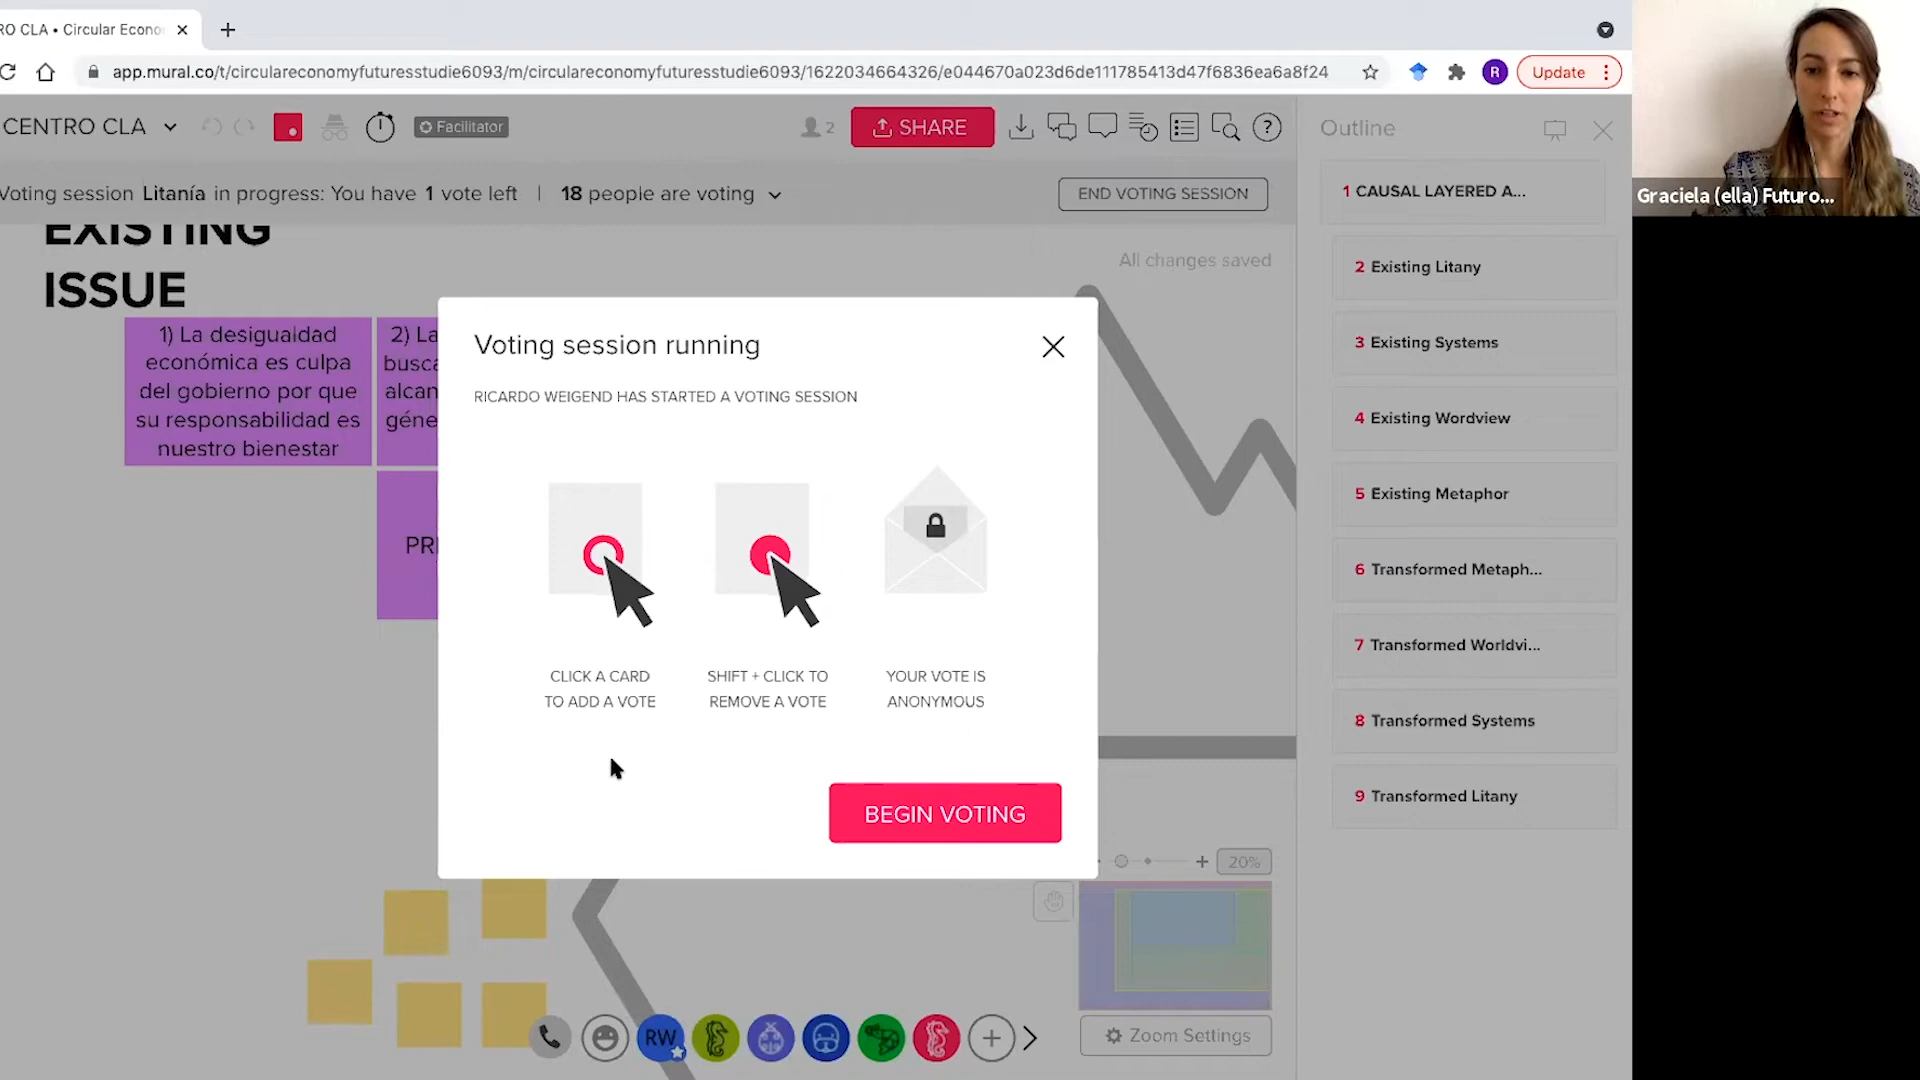 RO CLA • Circular Econo
app.mural.co/t/circulareconomyfuturesstudie6093/m/circulareconomyfuturesstudie6093/1622034664326/e044670a023d6de111785413d47f6836ea6a8f24
R
Update
CENTRO CLA
Facilitator
2
SHARE
?
Outline
Voting session Litanía in progress: You have 1 vote left | 18 people are voting
END VOTING SESSION
Graciela (ella) Futuro...
EXISTING
ISSUE
All changes saved
1) La desigualdad
económica es culpa
del gobierno por que
su responsabilidad es
nuestro bienestar
2) La
busca
alcan
géne
PRI
Voting session running
RICARDO WEIGEND HAS STARTED A VOTING SESSION
CLICK A CARD
TO ADD A VOTE
SHIFT + CLICK TO
REMOVE A VOTE
YOUR VOTE IS
ANONYMOUS
BEGIN VOTING
1 CAUSAL LAYERED A...
2 Existing Litany
3 Existing Systems
4 Existing Wordview
5 Existing Metaphor
6 Transformed Metaph...
7 Transformed Worldvi...
8 Transformed Systems
9 Transformed Litany
20%
RW
Zoom Settings